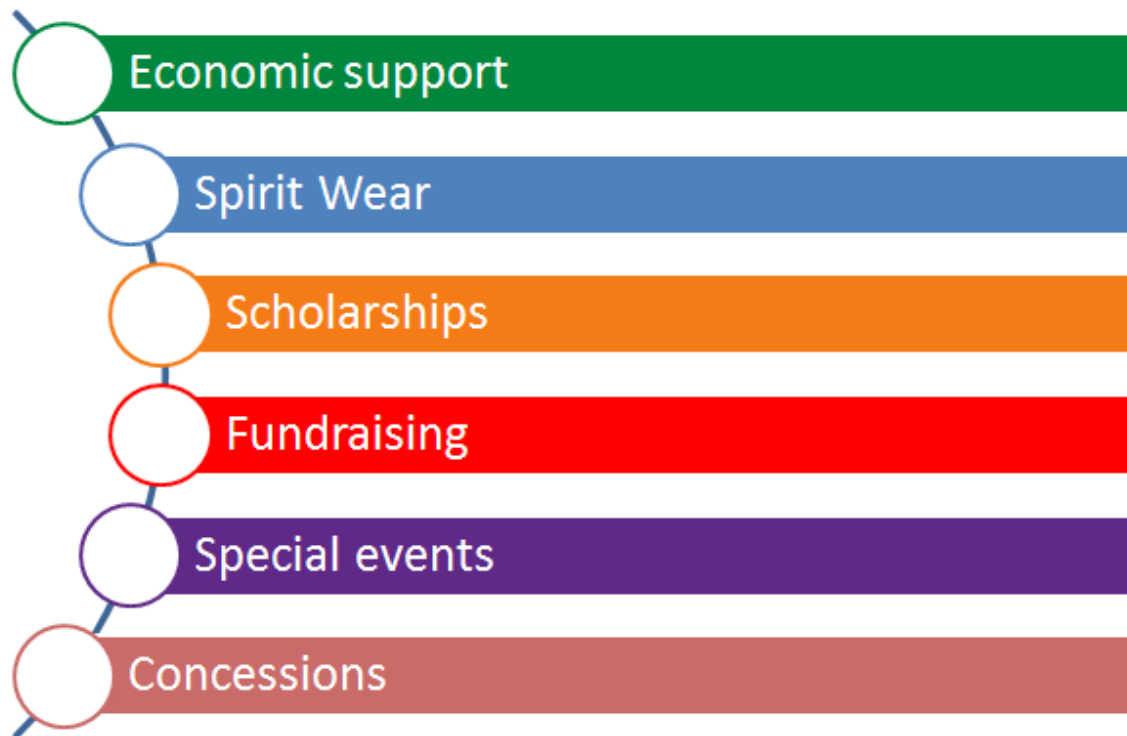 Economic support
Spirit Wear
Scholarships
Fundraising
Special events
Concessions